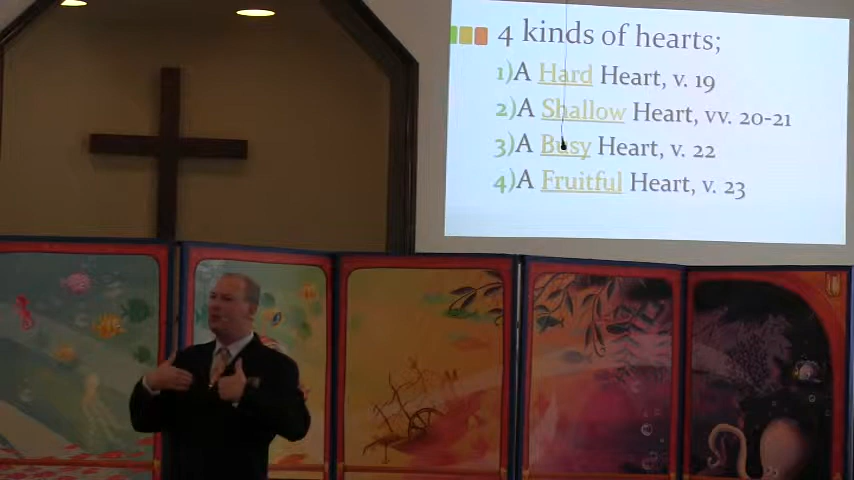 4 kinds of hearts;
1)A Hard Heart, v. 19
2)A Shallow Heart, vv. 20-21
3)A Busy Heart, v. 22
4)A Fruitful Heart, v. 23